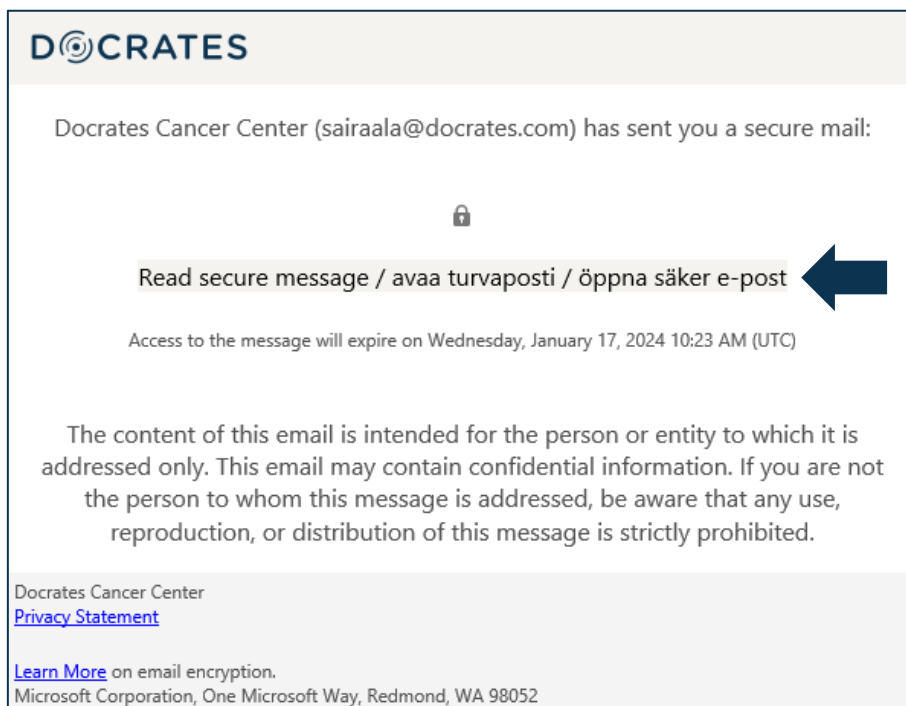 DOCRATES
Docrates Cancer Center (sairaala@docrates.com) has sent you a secure mail:
Read secure message / avaa turvaposti / öppna säker e-post
Access to the message will expire on Wednesday, January 17, 2024 10:23 AM (UTC)
The content of this email is intended for the person or entity to which it is
addressed only. This email may contain confidential information. If you are not
the person to whom this message is addressed, be aware that any use,
reproduction, or distribution of this message is strictly prohibited.
Docrates Cancer Center
Privacy Statement
Learn More on email encryption.
Microsoft Corporation, One Microsoft Way, Redmond, WA 98052